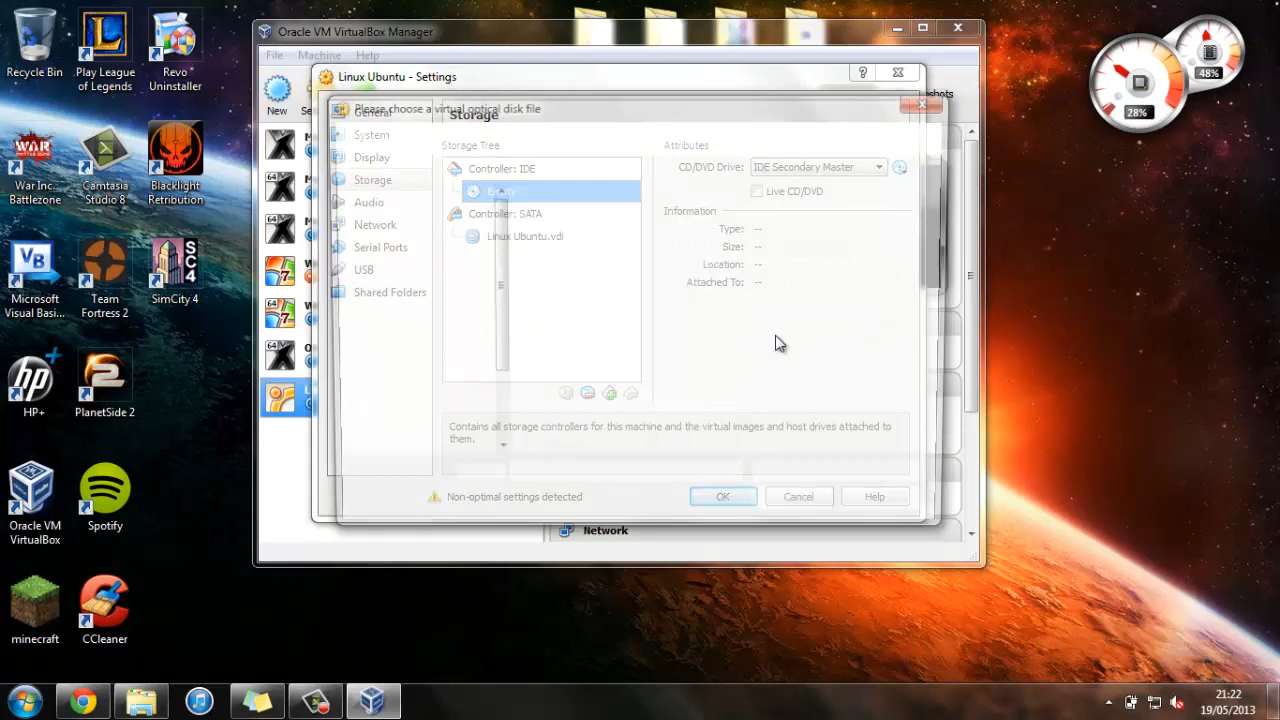 Recycle Bin
Play League of Legends
Revo Uninstaller
War Inc. Battlezone
Camtasia Studio 8
Blacklight Retribution
Microsoft Visual Basi...
Team Fortress 2
SimCity 4
HP+
PlanetSide 2
Oracle VM VirtualBox
Spotify
minecraft
CCleaner
Oracle VM VirtualBox Manager
File Machine Help
New
Linux Ubuntu - Settings
Please choose a virtual optical disk file
General
System
Display
Storage
Audio
Network
Serial Ports
USB
Shared Folders
Storage
Storage Tree
Controller: IDE
Empty
Controller: SATA
Linux Ubuntu.vdi
Attributes
CD/DVD Drive: IDE Secondary Master
Live CD/DVD
Information
Type: --
Size: --
Location: --
Attached To: --
Contains all storage controllers for this machine and the virtual images and host drives attached to
them.
Non-optimal settings detected
OK Cancel Help
Network
48%
28%
21:22
19/05/2013